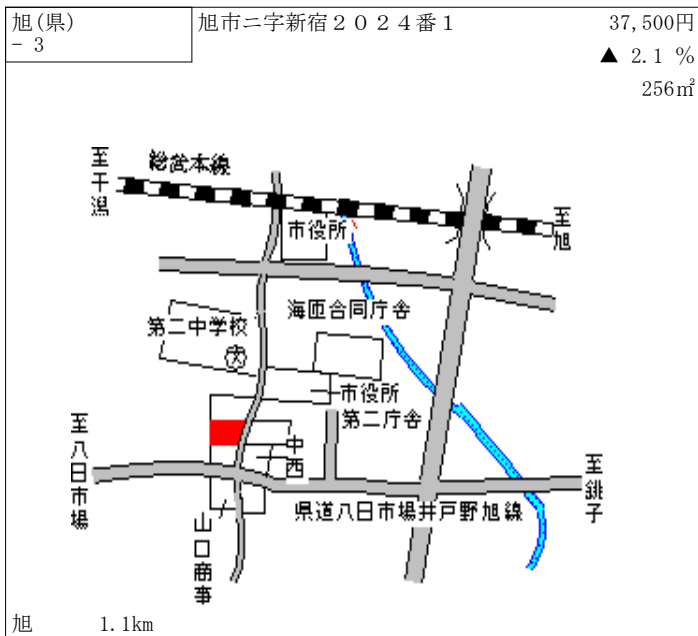 旭(県)
- 3
旭市ニ字新宿２０２４番1
37,500円
▲ 2.1 %
256㎡
至干潟
総武本線
至旭
市役所
海匝合同庁舎
第二中学校
文
市役所
第二庁舎
至八日市場
中西
至銚子
県道八日市場井戸野旭線
山口商事
旭 1.1km